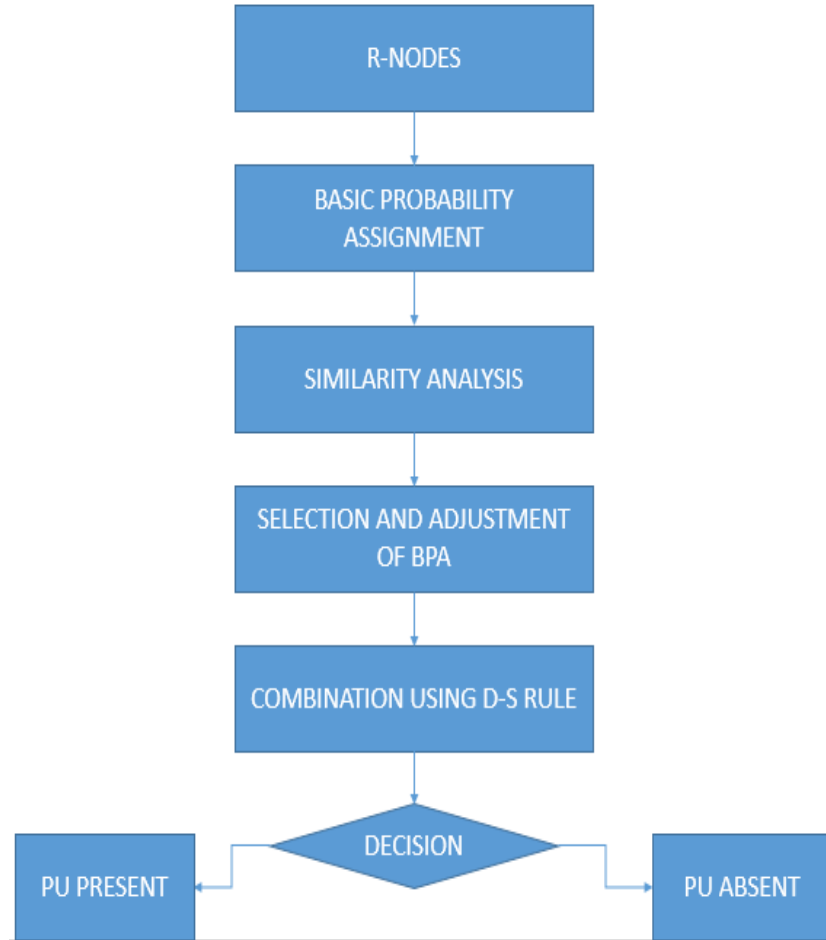 R-NODES
BASIC PROBABILITY
ASSIGNMENT
SIMILARITY ANALYSIS
SELECTION AND ADJUSTMENT
OF BPA
COMBINATION USING D-S RULE
DECISION
PU PRESENT
PU ABSENT